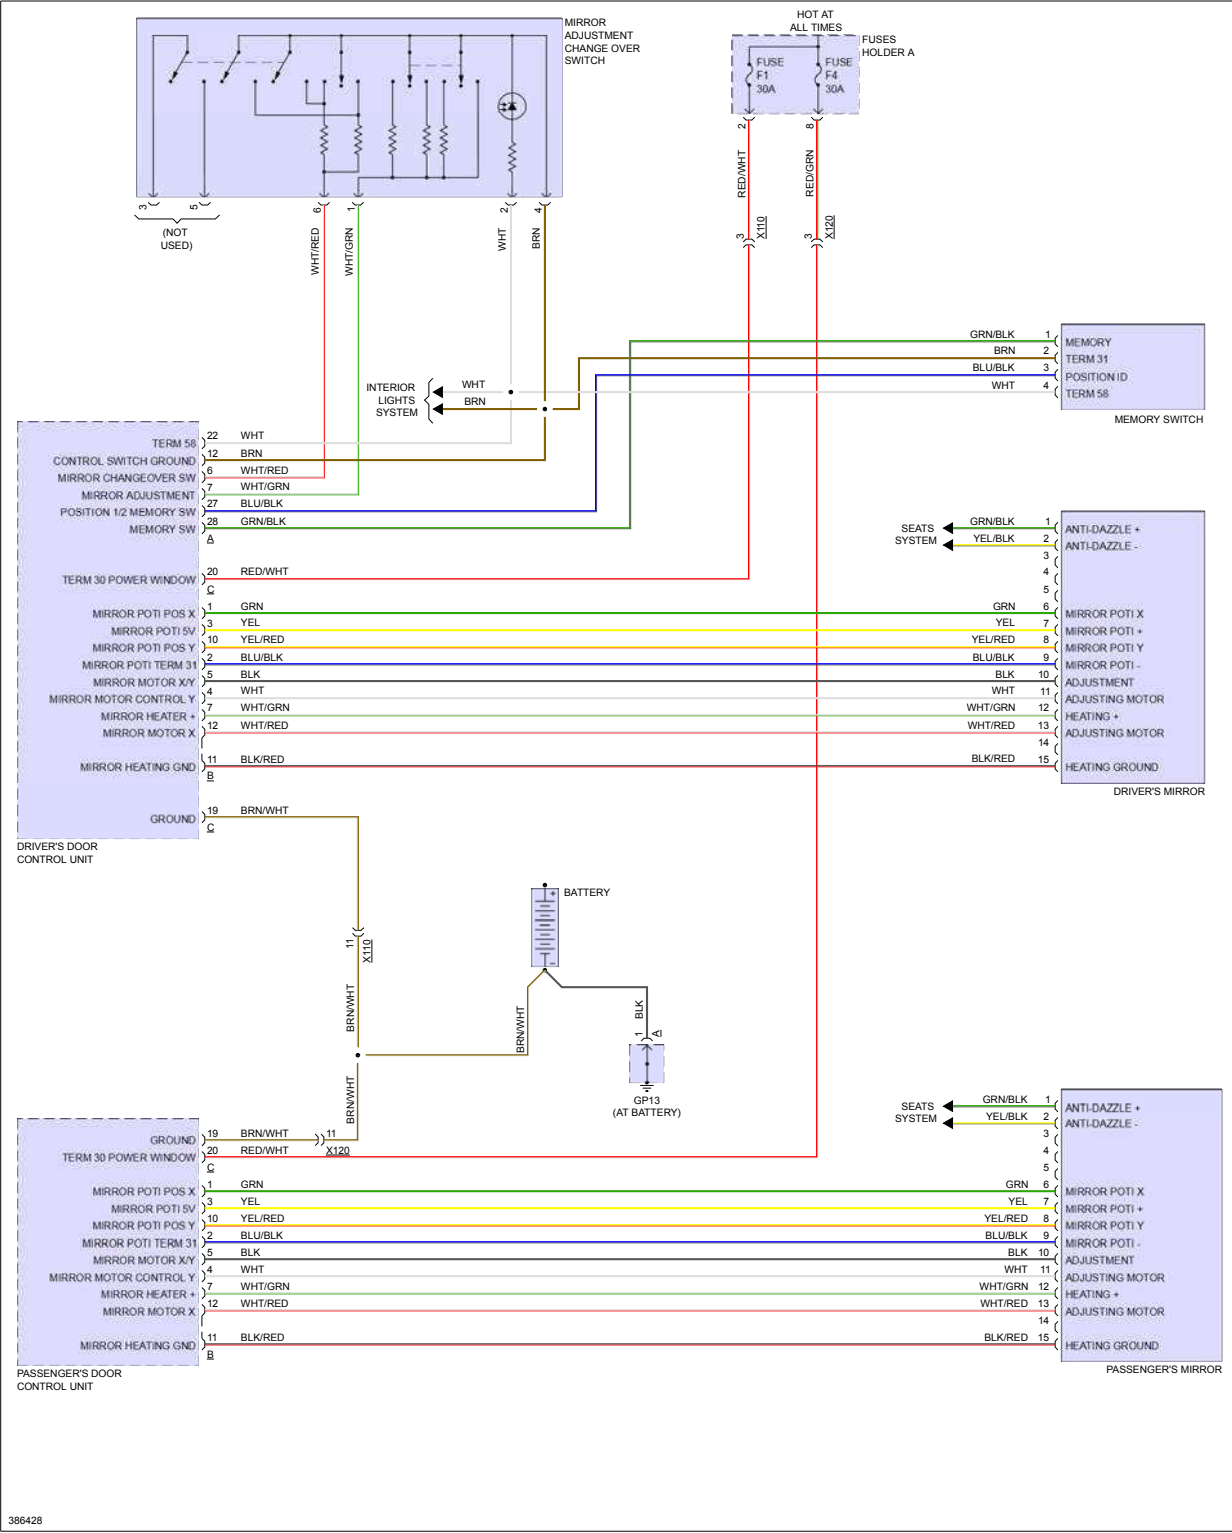 MIRROR
ADJUSTMENT
CHANGE OVER
SWITCH
HOT AT
ALL TIMES
FUSES
HOLDER A
FUSE
F1
30A
FUSE
F4
30A
3
5
6
1
2
4
2
8
(NOT
USED)
WHT/RED
WHT/GRN
WHT
BRN
RED/WHT
RED/GRN
3
X110
3
X120
INTERIOR
LIGHTS
SYSTEM
WHT
BRN
GRN/BLK 1 MEMORY
BRN 2 TERM 31
BLU/BLK 3 POSITION ID
WHT 4 TERM 58
MEMORY SWITCH
TERM 58 22 WHT
CONTROL SWITCH GROUND 12 BRN
MIRROR CHANGEOVER SW 6 WHT/RED
MIRROR ADJUSTMENT 7 WHT/GRN
POSITION 1/2 MEMORY SW 27 BLU/BLK
MEMORY SW 28 GRN/BLK
A
TERM 30 POWER WINDOW 20 RED/WHT
C
SEATS
SYSTEM
GRN/BLK 1 ANTI-DAZZLE +
YEL/BLK 2 ANTI-DAZZLE -
3
4
5
MIRROR POTI POS X 1 GRN GRN 6 MIRROR POTI X
MIRROR POTI 5V 3 YEL YEL 7 MIRROR POTI +
MIRROR POTI POS Y 10 YEL/RED YEL/RED 8 MIRROR POTI Y
MIRROR POTI TERM 31 2 BLU/BLK BLU/BLK 9 MIRROR POTI -
MIRROR MOTOR X/Y 5 BLK BLK 10 ADJUSTMENT
MIRROR MOTOR CONTROL Y 4 WHT WHT 11 ADJUSTING MOTOR
MIRROR HEATER + 7 WHT/GRN WHT/GRN 12 HEATING +
MIRROR MOTOR X 12 WHT/RED WHT/RED 13 ADJUSTING MOTOR
14
MIRROR HEATING GND 11 BLK/RED BLK/RED 15 HEATING GROUND
B
DRIVER'S MIRROR
GROUND 19 BRN/WHT
C
DRIVER'S DOOR
CONTROL UNIT
BATTERY
+
-
11
X110
BRN/WHT
BRN/WHT
BLK
1
A1
BRN/WHT
GP13
(AT BATTERY)
SEATS
SYSTEM
GRN/BLK 1 ANTI-DAZZLE +
YEL/BLK 2 ANTI-DAZZLE -
3
4
5
GROUND 19 BRN/WHT 11
X120
TERM 30 POWER WINDOW 20 RED/WHT
C
MIRROR POTI POS X 1 GRN GRN 6 MIRROR POTI X
MIRROR POTI 5V 3 YEL YEL 7 MIRROR POTI +
MIRROR POTI POS Y 10 YEL/RED YEL/RED 8 MIRROR POTI Y
MIRROR POTI TERM 31 2 BLU/BLK BLU/BLK 9 MIRROR POTI -
MIRROR MOTOR X/Y 5 BLK BLK 10 ADJUSTMENT
MIRROR MOTOR CONTROL Y 4 WHT WHT 11 ADJUSTING MOTOR
MIRROR HEATER + 7 WHT/GRN WHT/GRN 12 HEATING +
MIRROR MOTOR X 12 WHT/RED WHT/RED 13 ADJUSTING MOTOR
14
MIRROR HEATING GND 11 BLK/RED BLK/RED 15 HEATING GROUND
B
PASSENGER'S MIRROR
PASSENGER'S DOOR
CONTROL UNIT
386428